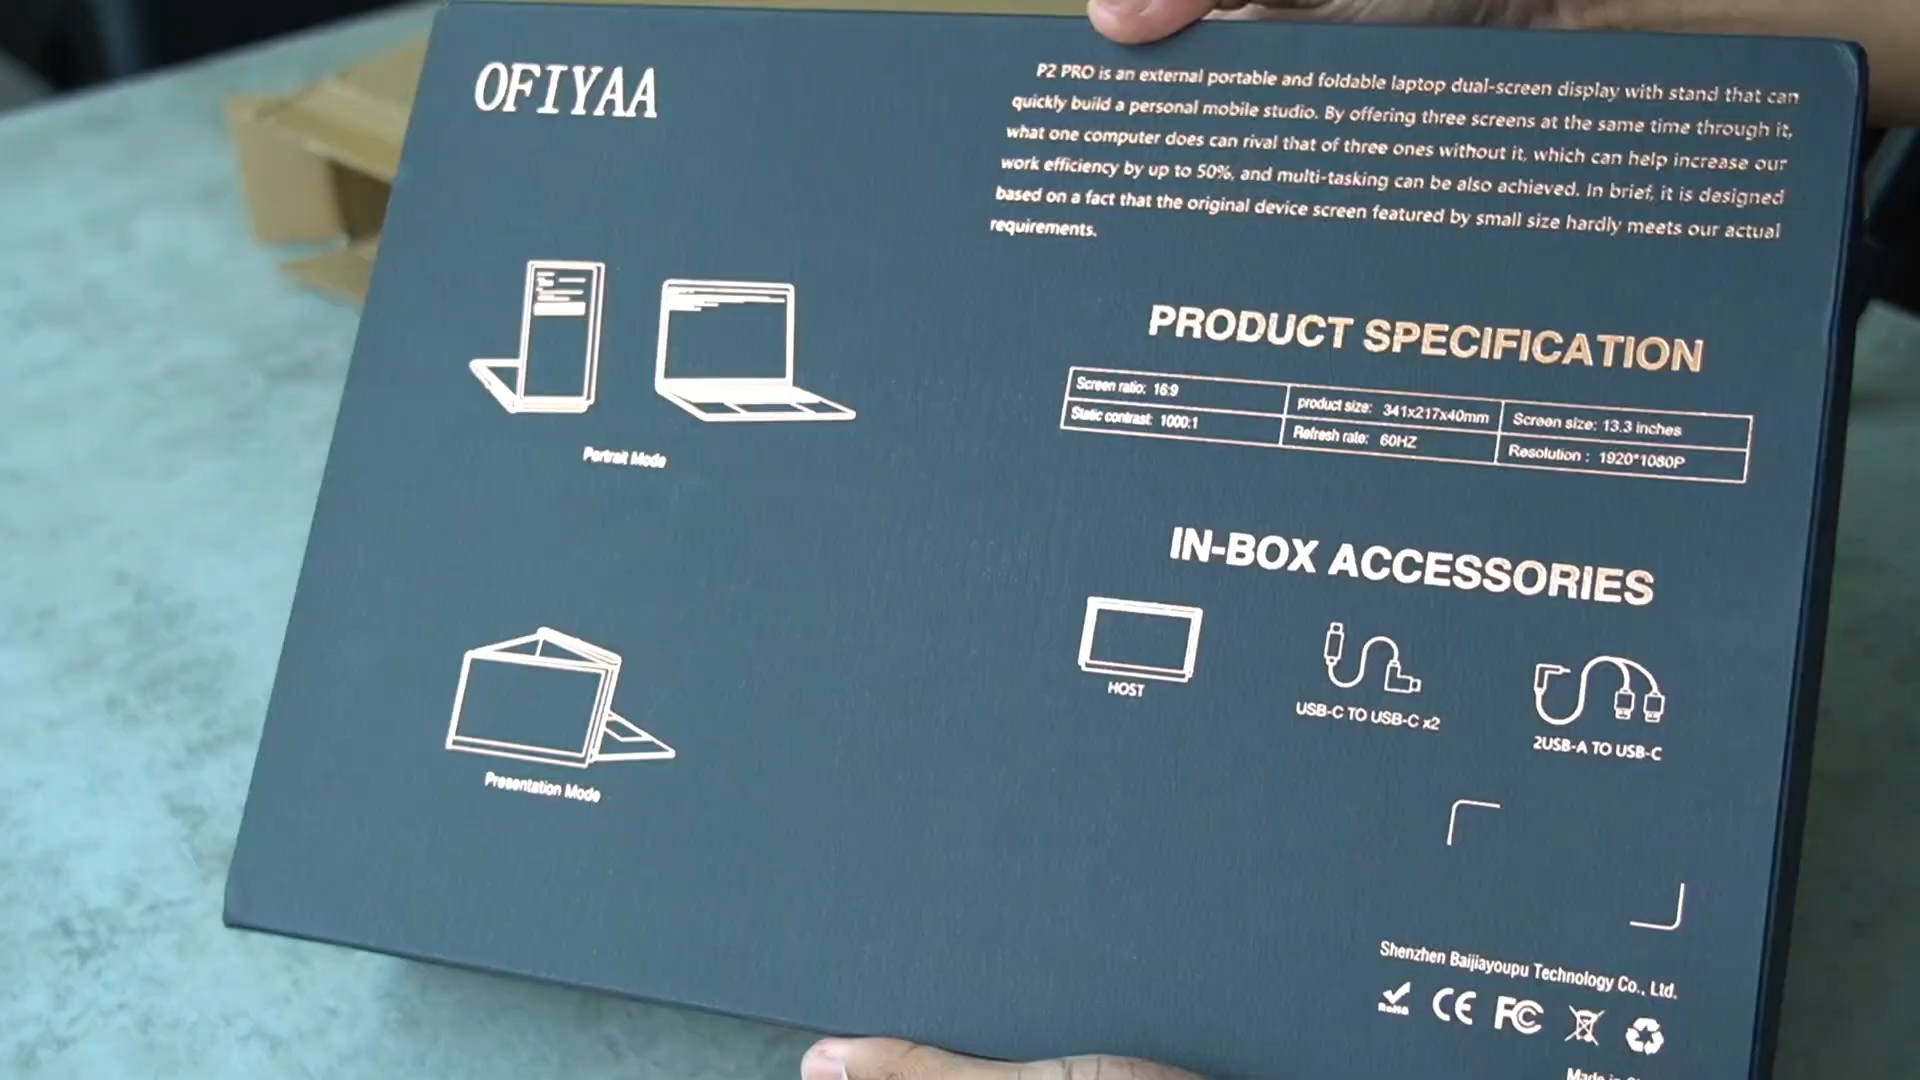 OFIYAA
P2 PRO is an external portable and foldable laptop dual-screen display with stand that can
quickly build a personal mobile studio. By offering three screens at the same time through it,
what one computer does can rival that of three ones without it, which can help increase our
work efficiency by up to 50%, and multi-tasking can be also achieved. In brief, it is designed
based on a fact that the original device screen featured by small size hardly meets our actual
requirements.
Portrait Mode
Presentation Mode
PRODUCT SPECIFICATION
Screen ratio: 16:9
product size: 341x217x40mm
Screen size: 13.3 inches
Static contrast: 1000:1
Refresh rate: 60HZ
Resolution : 1920*1080P
IN-BOX ACCESSORIES
HOST
USB-C TO USB-C x2
2USB-A TO USB-C
Shenzhen Baijiayoupu Technology Co., Ltd.
RoHS
CE
FC
Made in